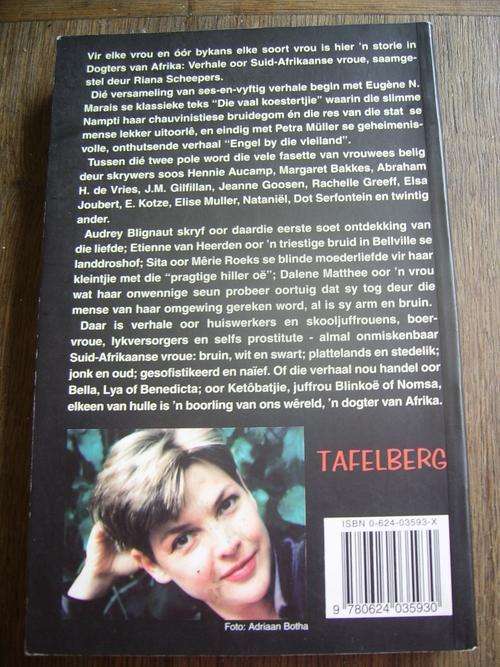 Vir elke vrou en óór bykans elke soort vrou is hier 'n storie in
Dogters van Afrika: Verhale oor Suid-Afrikaanse vroue, saamge-
stel deur Riana Scheepers.
Dié versameling van ses-en-vyftig verhale begin met Eugène N.
Marais se klassieke teks “Die vaal koestertjie” waarin die slimme
Nampti haar chauvinistiese bruidegom én die res van die stat se
mense lekker uitoorlê, en eindig met Petra Müller se geheimenis-
volle, onthutsende verhaal “Engel by die vleiland”.
Tussen dié twee pole word die vele fasette van vrouwees belig
deur skrywers soos Hennie Aucamp, Margaret Bakkes, Abraham
H. de Vries, J.M. Gilfillan, Jeanne Goosen, Rachelle Greeff, Elsa
Joubert, E. Kotze, Elise Muller, Nataniël, Dot Serfontein en twintig
ander.
Audrey Blignaut skryf oor daardie eerste soet ontdekking van
die liefde; Etienne van Heerden oor 'n triestige bruid in Bellville se
landdroshof; Sita oor Mêrie Roeks se blinde moederliefde vir haar
kleintjie met die “pragtige hiller oë”; Dalene Matthee oor 'n vrou
wat haar onwennige seun probeer oortuig dat sy tog deur die
mense van haar omgewing gereken word, al is sy arm en bruin.
Daar is verhale oor huiswerkers en skooljuffrouens, boer-
vroue, lykversorgers en selfs prostitute - almal onmiskenbaar
Suid-Afrikaanse vroue: bruin, wit en swart; plattelands en stedelik;
jonk en oud; gesofistikeerd en naïef. Of die verhaal nou handel oor
Bella, Lya of Benedicta; oor Ketôbatjie, juffrou Blinkoë of Nomsa,
elkeen van hulle is 'n boorling van ons wêreld, 'n dogter van Afrika.
TAFELBERG
ISBN 0-624-03593-X
9 780624 035930
Foto: Adriaan Botha